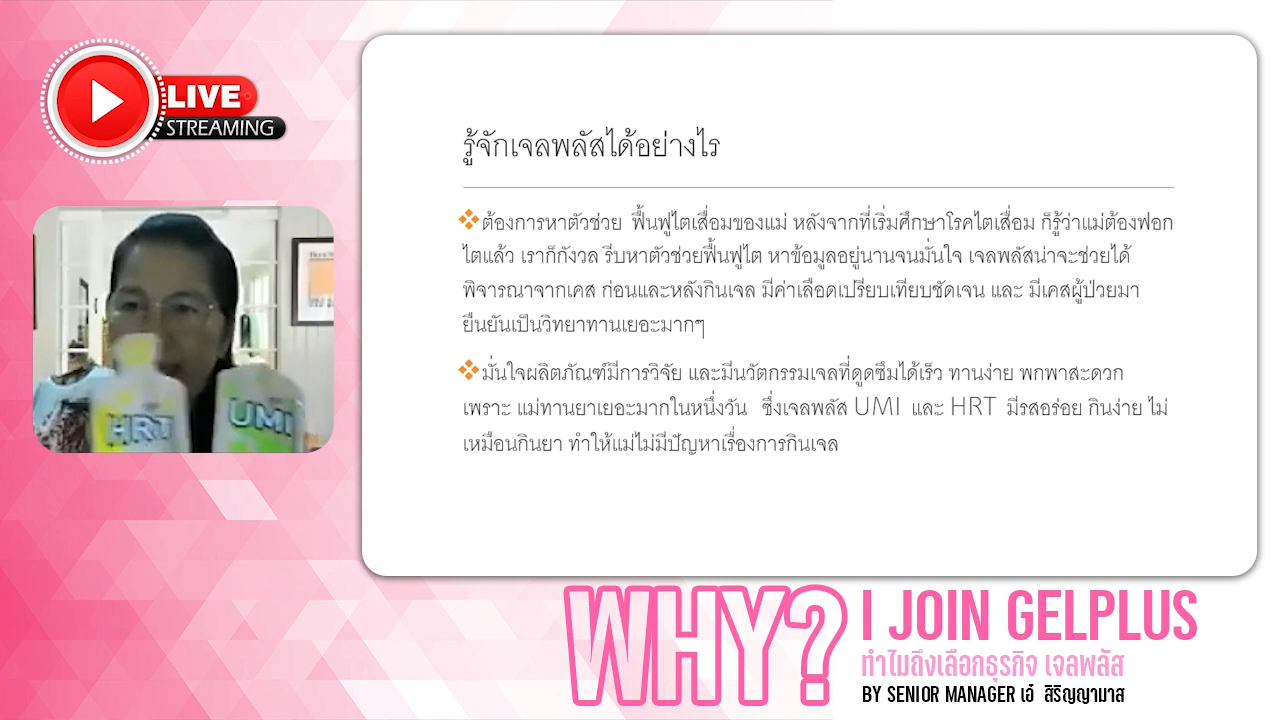 LIVE
STREAMING
รู้จักเจลพลัสได้อย่างไร
ต้องการหาตัวช่วย ฟื้นฟูไตเสื่อมของแม่ หลังจากที่เริ่มศึกษาโรคไตเสื่อม ก็รู้ว่าแม่ต้องฟอก
ไตแล้ว เราก็กังวล รีบหาตัวช่วยฟื้นฟูไต หาข้อมูลอยู่นานจนมั่นใจ เจลพลัสน่าจะช่วยได้
พิจารณาจากเคส ก่อนและหลังกินเจล มีค่าเลือดเปรียบเทียบชัดเจน และ มีเคสผู้ป่วยมา
ยืนยันเป็นวิทยาทานเยอะมากๆ
มั่นใจผลิตภัณฑ์มีการวิจัย และมีนวัตกรรมเจลที่ดูดซึมได้เร็ว ทานง่าย พกพาสะดวก
เพราะ แม่ทานยาเยอะมากในหนึ่งวัน ซึ่งเจลพลัส UMI และ HRT มีรสอร่อย กินง่าย ไม่
เหมือนกินยา ทำให้แม่ไม่มีปัญหาเรื่องการกินเจล
HRT
UMI
WHY?
I JOIN GELPLUS
ทำไมถึงเลือกธุรกิจ เจลพลัส
BY SENIOR MANAGER เอ๋ สิริญญามาส